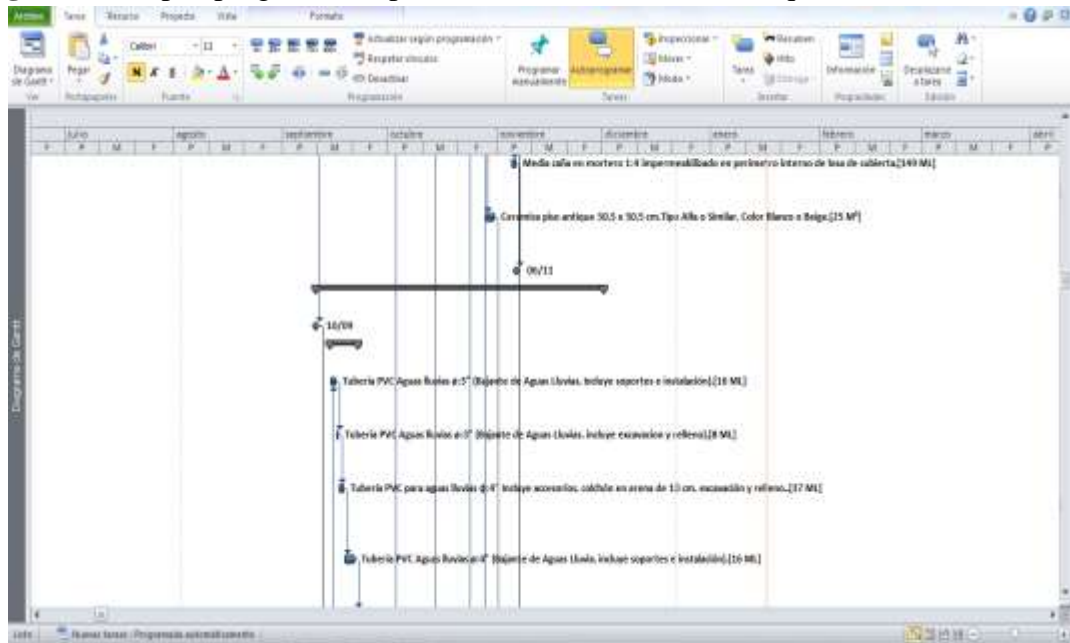 Archivo Tarea Recurso Proyecto Vista Formato
Diagrama de Gantt
Pegar
Calibri 11
N K S
Actualizar según programación
Respetar vínculos
Desactivar
Programar manualmente
Autoprogramar
Inspeccionar
Mover
Modo
Tarea
Resumen
Hito
Información
Desplazarse a tarea
Ver Portapapeles Fuente Programación Tareas Insertar Propiedades Edición
julio agosto septiembre octubre noviembre diciembre enero febrero marzo abril
Media caña en mortero 1:4 impermeabilizado en perimetro interno de losa de cubierta.[149 ML]
Ceramica piso antique 30,5 x 30,5 cm.Tipo Alfa o Similar, Color Blanco o Beige.[25 M²]
06/11
10/09
Tubería PVC Aguas lluvias ø:3" (Bajante de Aguas Lluvias. Incluye soportes e instalación).[16 ML]
Tubería PVC Aguas lluvias ø:3" (Bajante de Aguas Lluvias. Incluye excavacion y relleno).[8 ML]
Tubería PVC para aguas lluvias ø:4" Incluye accesorios, colchón en arena de 10 cm. excavación y relleno..[37 ML]
Tubería PVC Aguas lluvias ø:4" (Bajante de Aguas Lluvia, incluye soportes e instalación).[16 ML]
Diagrama de Gantt
Listo Nuevas tareas : Programada automáticamente